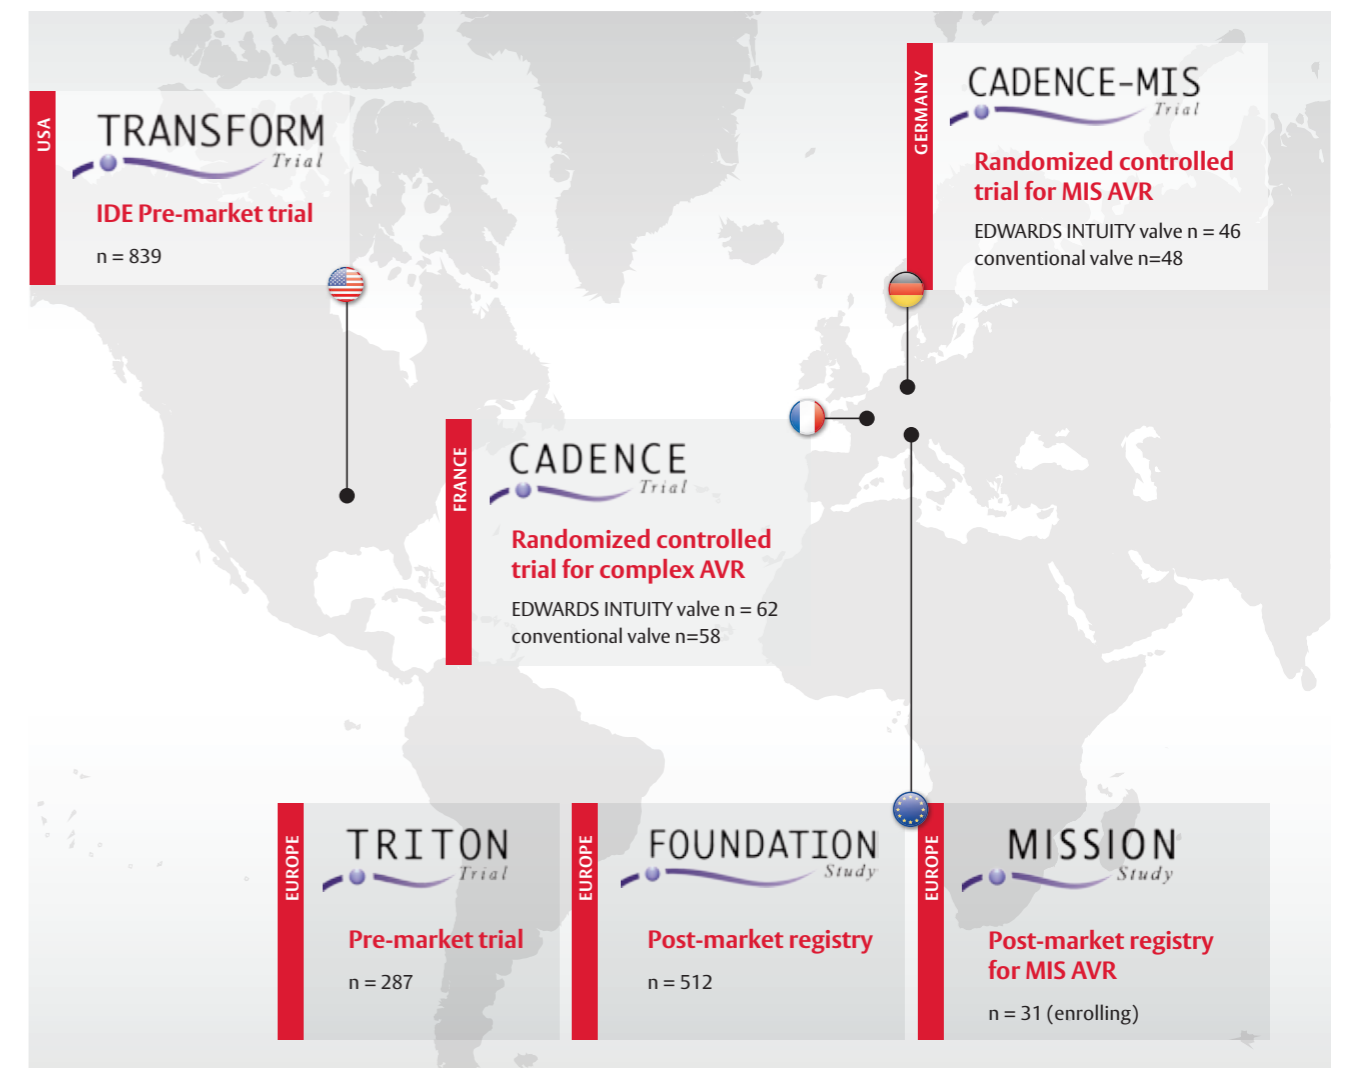 USA
TRANSFORM
Trial
IDE Pre-market trial
n = 839
GERMANY
CADENCE-MIS
Trial
Randomized controlled
trial for MIS AVR
EDWARDS INTUITY valve n = 46
conventional valve n=48
FRANCE
CADENCE
Trial
Randomized controlled
trial for complex AVR
EDWARDS INTUITY valve n = 62
conventional valve n=58
EUROPE
TRITON
Trial
Pre-market trial
n = 287
EUROPE
FOUNDATION
Study
Post-market registry
n = 512
EUROPE
MISSION
Study
Post-market registry
for MIS AVR
n = 31 (enrolling)